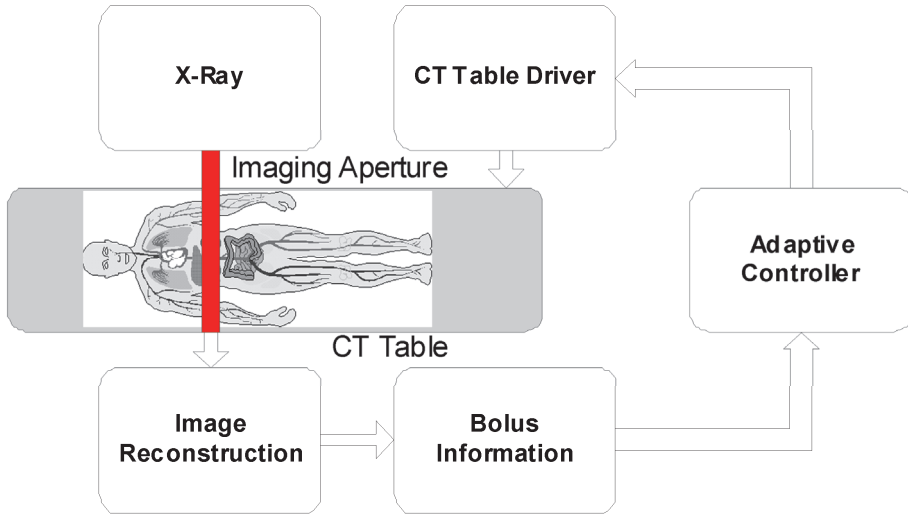 X-Ray
CT Table Driver
Imaging Aperture
Adaptive
Controller
CT Table
Image
Reconstruction
Bolus
Information